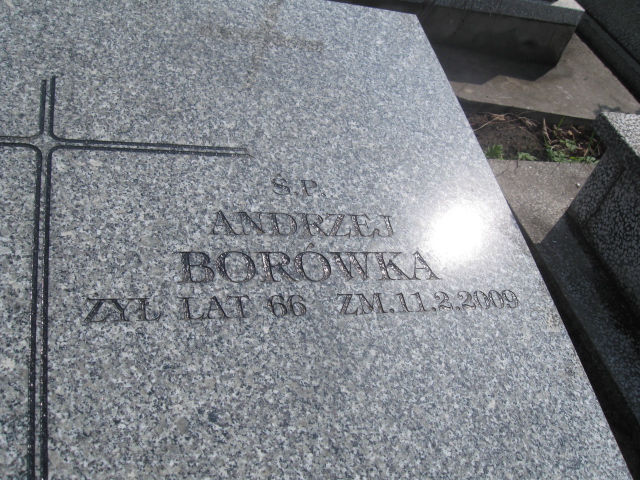 Ś.P.
ANDRZEJ
BORÓWKA
ŻYŁ LAT 66 ZM.11.2.2009